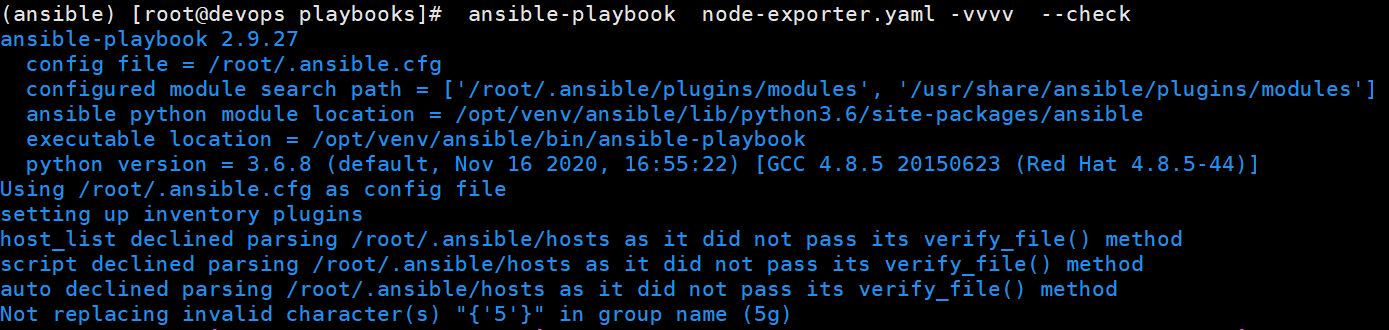 (ansible) [root@devops playbooks]#  ansible-playbook  node-exporter.yaml -vvvv  --check
ansible-playbook 2.9.27
  config file = /root/.ansible.cfg
  configured module search path = ['/root/.ansible/plugins/modules', '/usr/share/ansible/plugins/modules']
  ansible python module location = /opt/venv/ansible/lib/python3.6/site-packages/ansible
  executable location = /opt/venv/ansible/bin/ansible-playbook
  python version = 3.6.8 (default, Nov 16 2020, 16:55:22) [GCC 4.8.5 20150623 (Red Hat 4.8.5-44)]
Using /root/.ansible.cfg as config file
setting up inventory plugins
host_list declined parsing /root/.ansible/hosts as it did not pass its verify_file() method
script declined parsing /root/.ansible/hosts as it did not pass its verify_file() method
auto declined parsing /root/.ansible/hosts as it did not pass its verify_file() method
Not replacing invalid character(s) "{'5'}" in group name (5g)